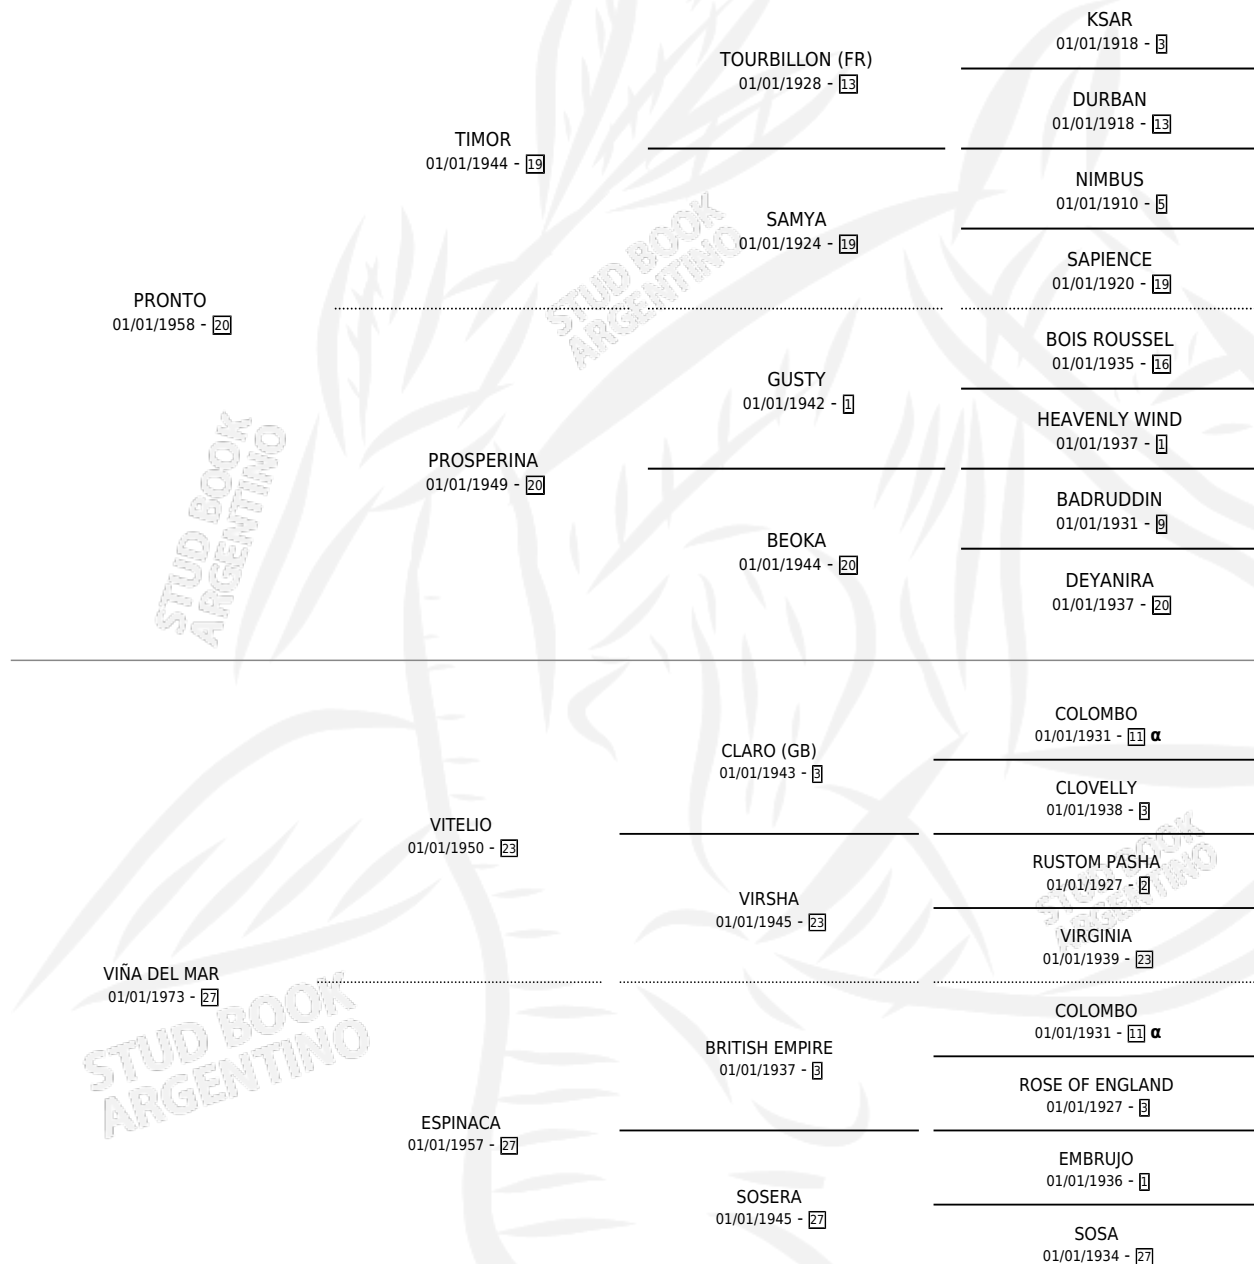 KSAR
01/01/1918 - 3
TOURBILLON (FR)
01/01/1928 - 13
DURBAN
01/01/1918 - 13
TIMOR
01/01/1944 - 19
NIMBUS
01/01/1910 - 5
SAMYA
01/01/1924 - 19
SAPIENCE
01/01/1920 - 19
STUD BOOK
ARGENTINO
PRONTO
01/01/1958 - 20
BOIS ROUSSEL
01/01/1935 - 16
GUSTY
01/01/1942 - 1
HEAVENLY WIND
01/01/1937 - 1
PROSPERINA
01/01/1949 - 20
BADRUDDIN
01/01/1931 - 9
BEOKA
01/01/1944 - 20
DEYANIRA
01/01/1937 - 20
STUD BOOK
ARGENTINO
COLOMBO
01/01/1931 - 11 α
CLARO (GB)
01/01/1943 - 3
CLOVELLY
01/01/1938 - 3
VITELIO
01/01/1950 - 23
RUSTOM PASHA
01/01/1927 - 2
VIRSHA
01/01/1945 - 23
VIRGINIA
01/01/1939 - 23
STUD BOOK
ARGENTINO
VIÑA DEL MAR
01/01/1973 - 27
COLOMBO
01/01/1931 - 11 α
BRITISH EMPIRE
01/01/1937 - 3
ROSE OF ENGLAND
01/01/1927 - 3
STUD BOOK
ARGENTINO
ESPINACA
01/01/1957 - 27
EMBRUJO
01/01/1936 - 1
SOSERA
01/01/1945 - 27
SOSA
01/01/1934 - 27